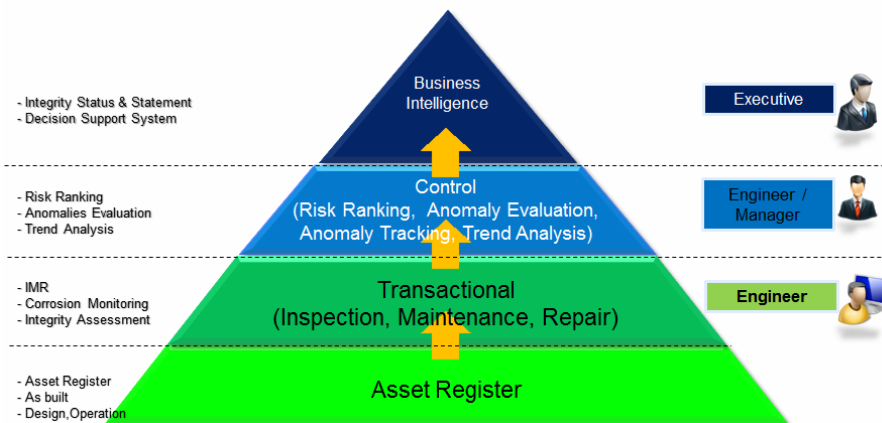 Business
Intelligence
- Integrity Status & Statement
- Decision Support System
Executive
Control
(Risk Ranking, Anomaly Evaluation,
Anomaly Tracking, Trend Analysis)
- Risk Ranking
- Anomalies Evaluation
- Trend Analysis
Engineer /
Manager
Transactional
(Inspection, Maintenance, Repair)
- IMR
- Corrosion Monitoring
- Integrity Assessment
Engineer
Asset Register
- Asset Register
- As built
- Design,Operation